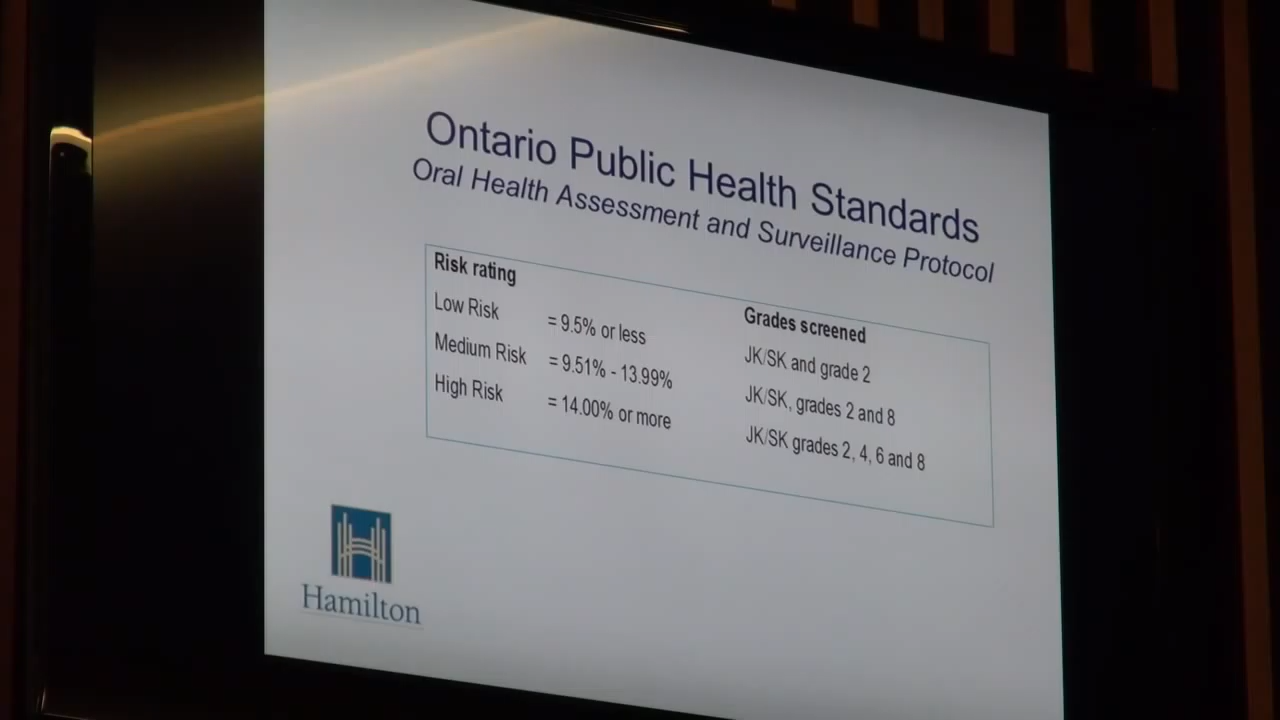 Ontario Public Health Standards
Oral Health Assessment and Surveillance Protocol
Risk rating Grades screened
Low Risk = 9.5% or less JK/SK and grade 2
Medium Risk = 9.51% - 13.99% JK/SK, grades 2 and 8
High Risk = 14.00% or more JK/SK grades 2, 4, 6 and 8
Hamilton